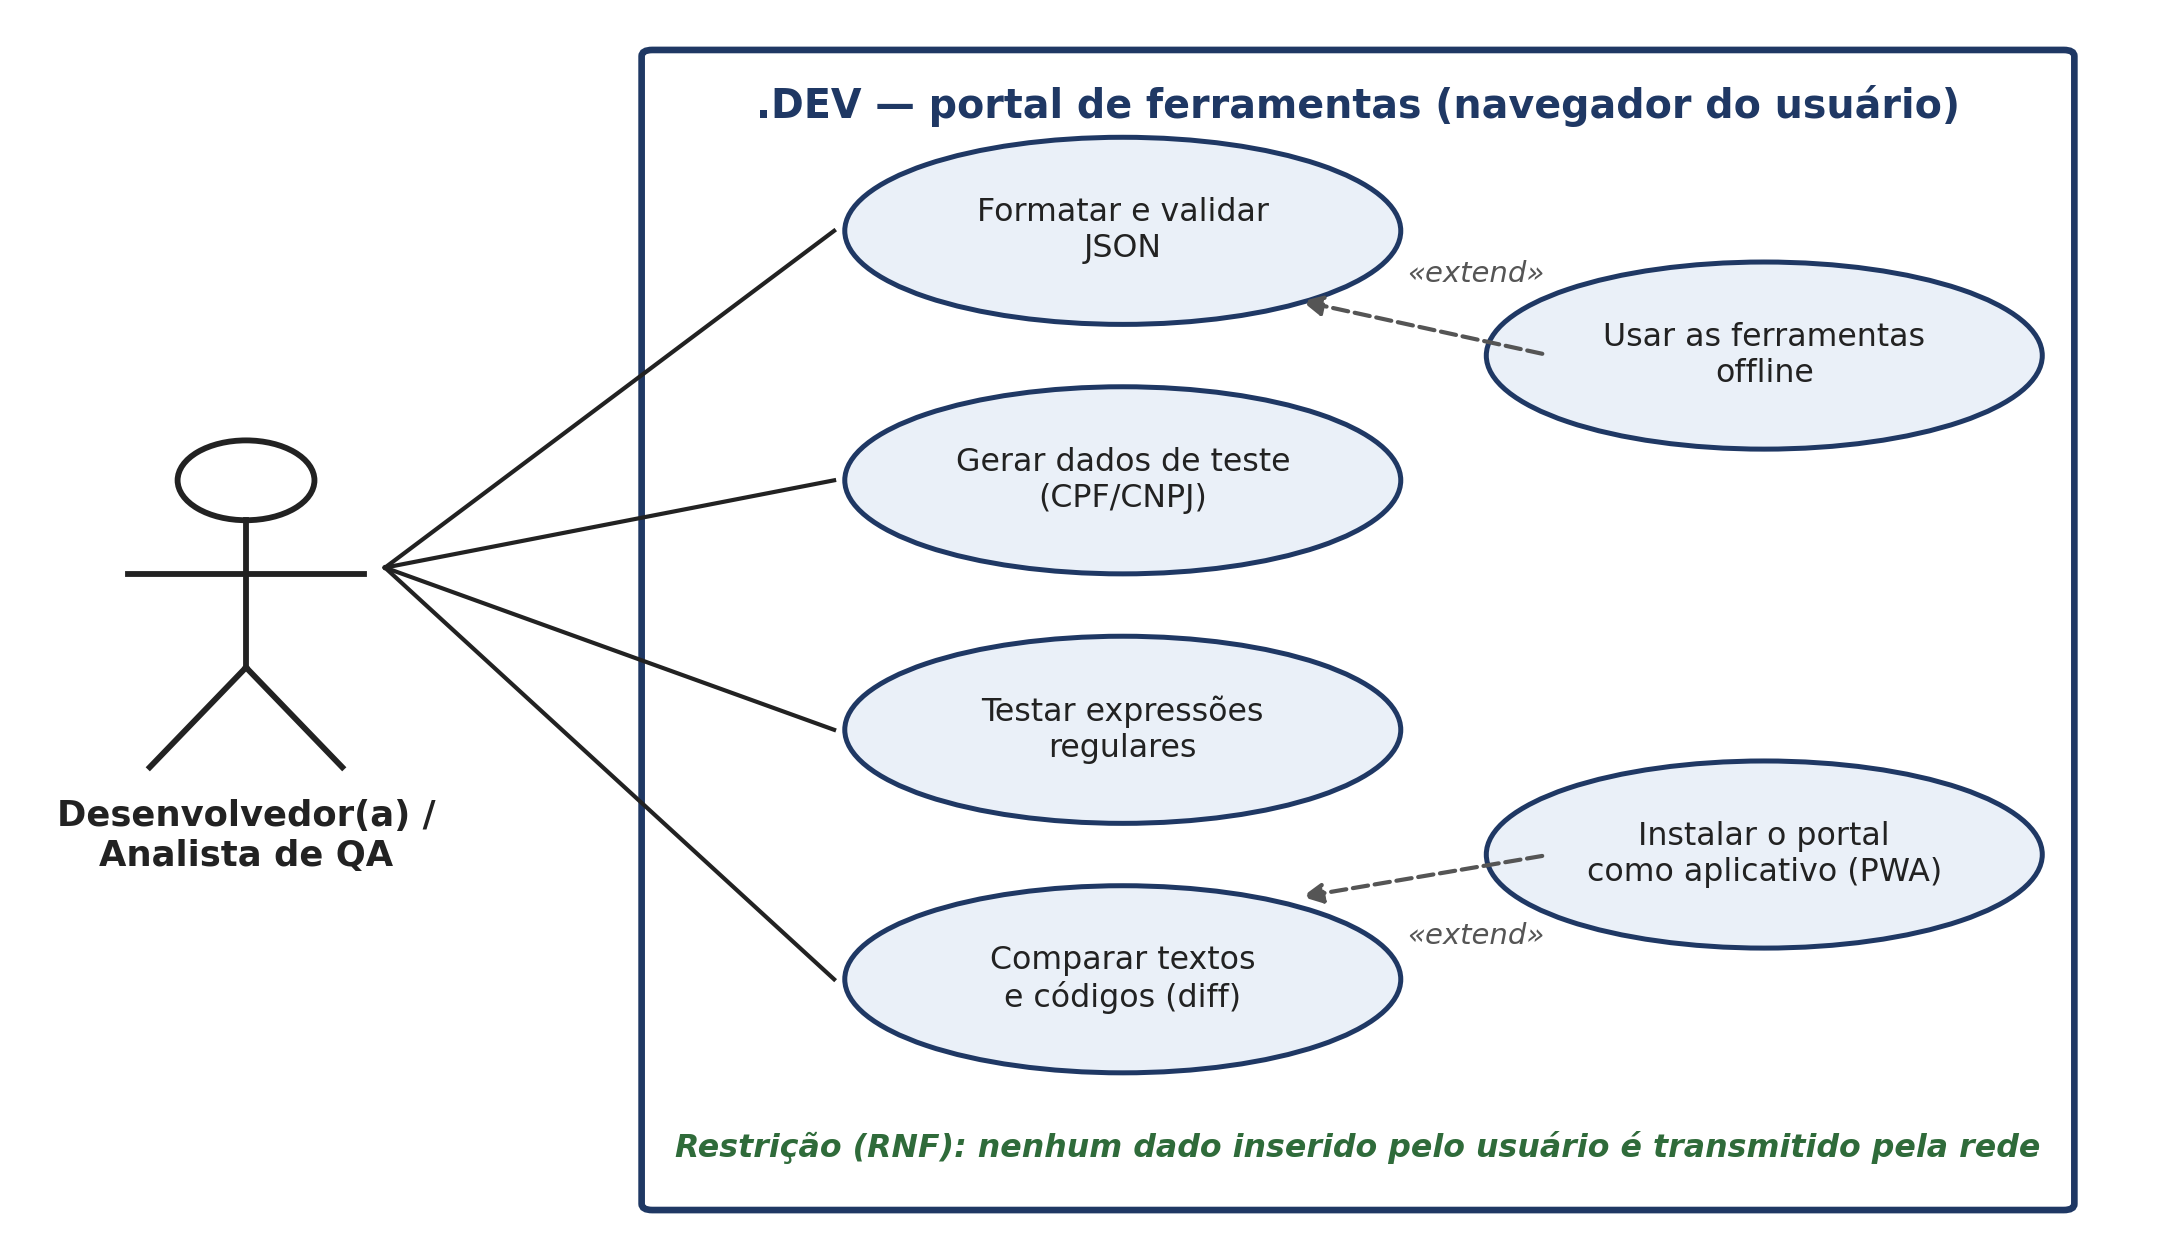 .DEV — portal de ferramentas (navegador do usuário)
Formatar e validar
JSON
«extend»
Usar as ferramentas
offline
Gerar dados de teste
(CPF/CNPJ)
Testar expressões
regulares
Desenvolvedor(a) /
Analista de QA
Instalar o portal
como aplicativo (PWA)
«extend»
Comparar textos
e códigos (diff)
Restrição (RNF): nenhum dado inserido pelo usuário é transmitido pela rede